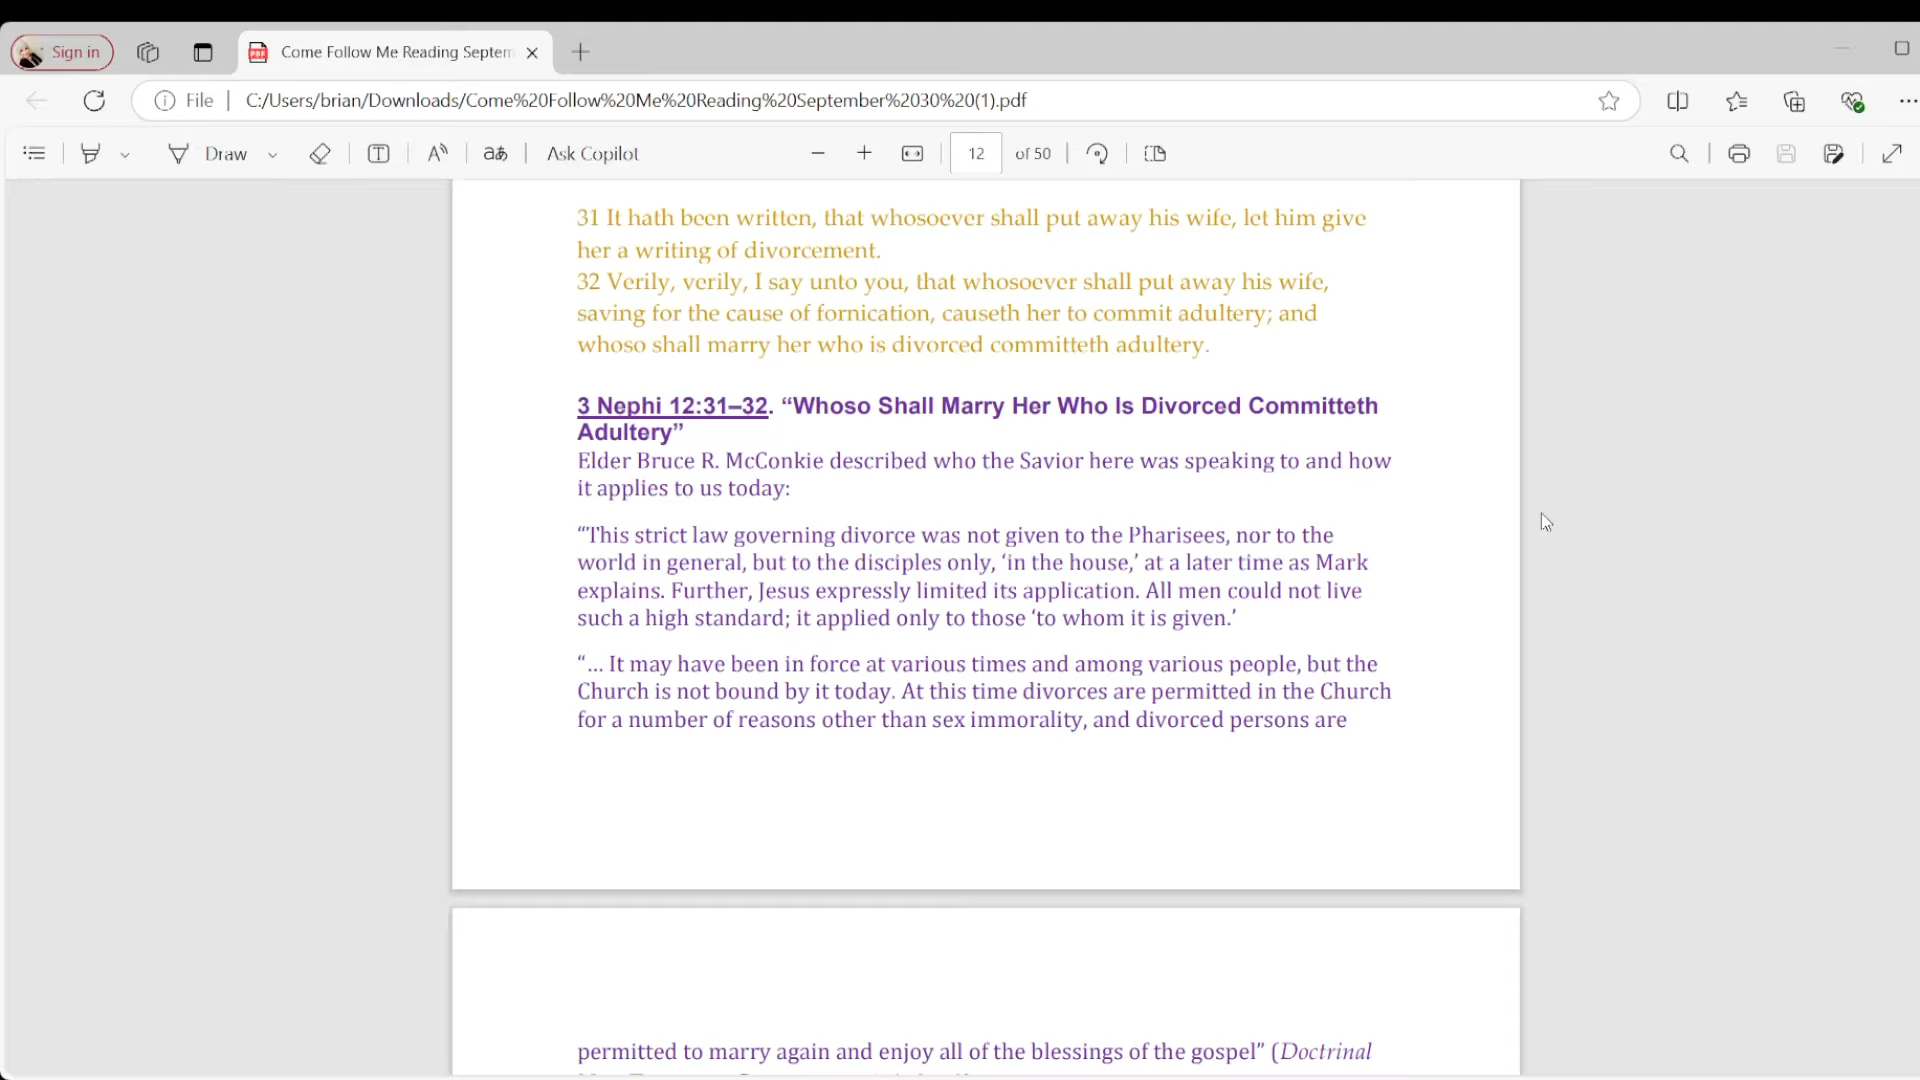 Sign in
Come Follow Me Reading Septem
File
C:/Users/brian/Downloads/Come%20Follow%20Me%20Reading%20September%2030%20(1).pdf
Draw
Ask Copilot
12
of 50
31 It hath been written, that whosoever shall put away his wife, let him give
her a writing of divorcement.
32 Verily, verily, I say unto you, that whosoever shall put away his wife,
saving for the cause of fornication, causeth her to commit adultery; and
whoso shall marry her who is divorced committeth adultery.
3 Nephi 12:31–32. “Whoso Shall Marry Her Who Is Divorced Committeth
Adultery”
Elder Bruce R. McConkie described who the Savior here was speaking to and how
it applies to us today:
“This strict law governing divorce was not given to the Pharisees, nor to the
world in general, but to the disciples only, ‘in the house,’ at a later time as Mark
explains. Further, Jesus expressly limited its application. All men could not live
such a high standard; it applied only to those ‘to whom it is given.’
“… It may have been in force at various times and among various people, but the
Church is not bound by it today. At this time divorces are permitted in the Church
for a number of reasons other than sex immorality, and divorced persons are
permitted to marry again and enjoy all of the blessings of the gospel” (Doctrinal